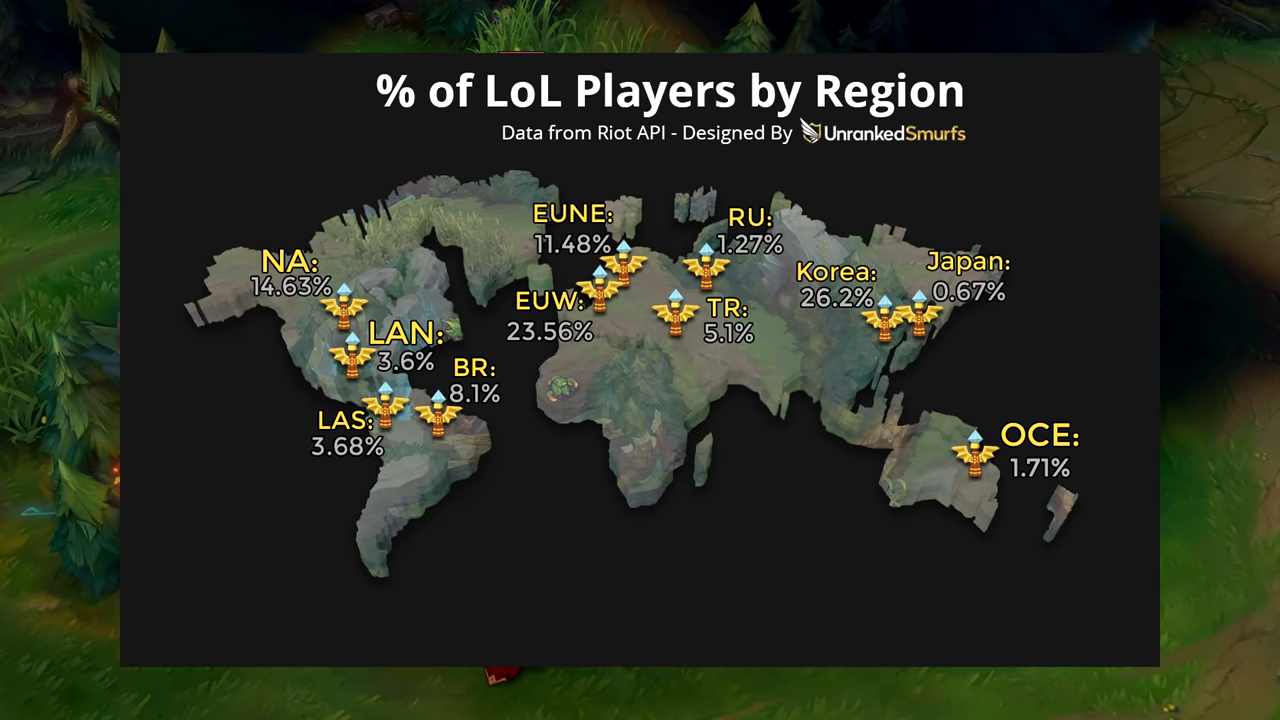 % of LoL Players by Region
Data from Riot API - Designed By UnrankedSmurfs
EUNE:
11.48%
RU:
1.27%
NA:
14.63%
Korea:
26.2%
Japan:
0.67%
EUW:
23.56%
TR:
5.1%
LAN:
3.6%
BR:
8.1%
LAS:
3.68%
OCE:
1.71%